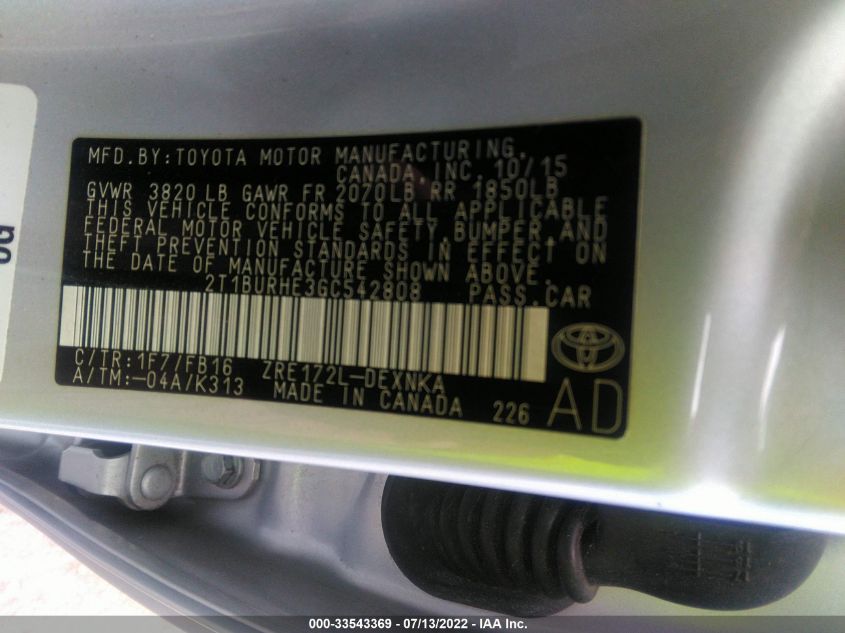 MFD.BY:TOYOTA MOTOR MANUFACTURING,
CANADA, INC. 10/15
GVWR 3820 LB GAWR FR 2070LB RR 1850LB
THIS VEHICLE CONFORMS TO ALL APPLICABLE
FEDERAL MOTOR VEHICLE SAFETY,BUMPER,AND
THEFT PREVENTION STANDARDS IN EFFECT ON
THE DATE OF MANUFACTURE SHOWN ABOVE.
2T1BURHE3GC542808 PASS.CAR
C/TR:1F7/FB16 ZRE172L-DEXNKA
A/TM:-04A/K313 MADE IN CANADA 226 AD
000-33543369 - 07/13/2022 - IAA Inc.